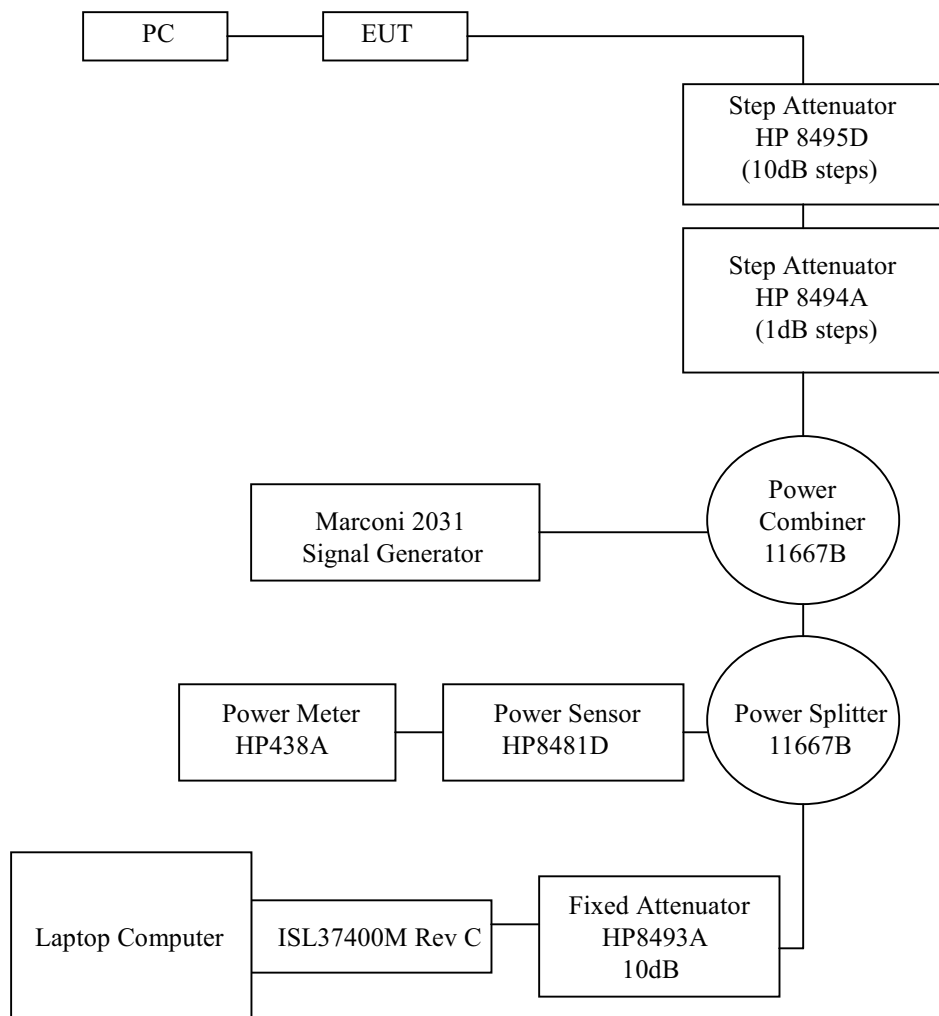 PC
EUT
Step Attenuator
HP 8495D
(10dB steps)
Step Attenuator
HP 8494A
(1dB steps)
Power
Combiner
11667B
Marconi 2031
Signal Generator
Power Meter
HP438A
Power Sensor
HP8481D
Power Splitter
11667B
Laptop Computer
ISL37400M Rev C
Fixed Attenuator
HP8493A
10dB